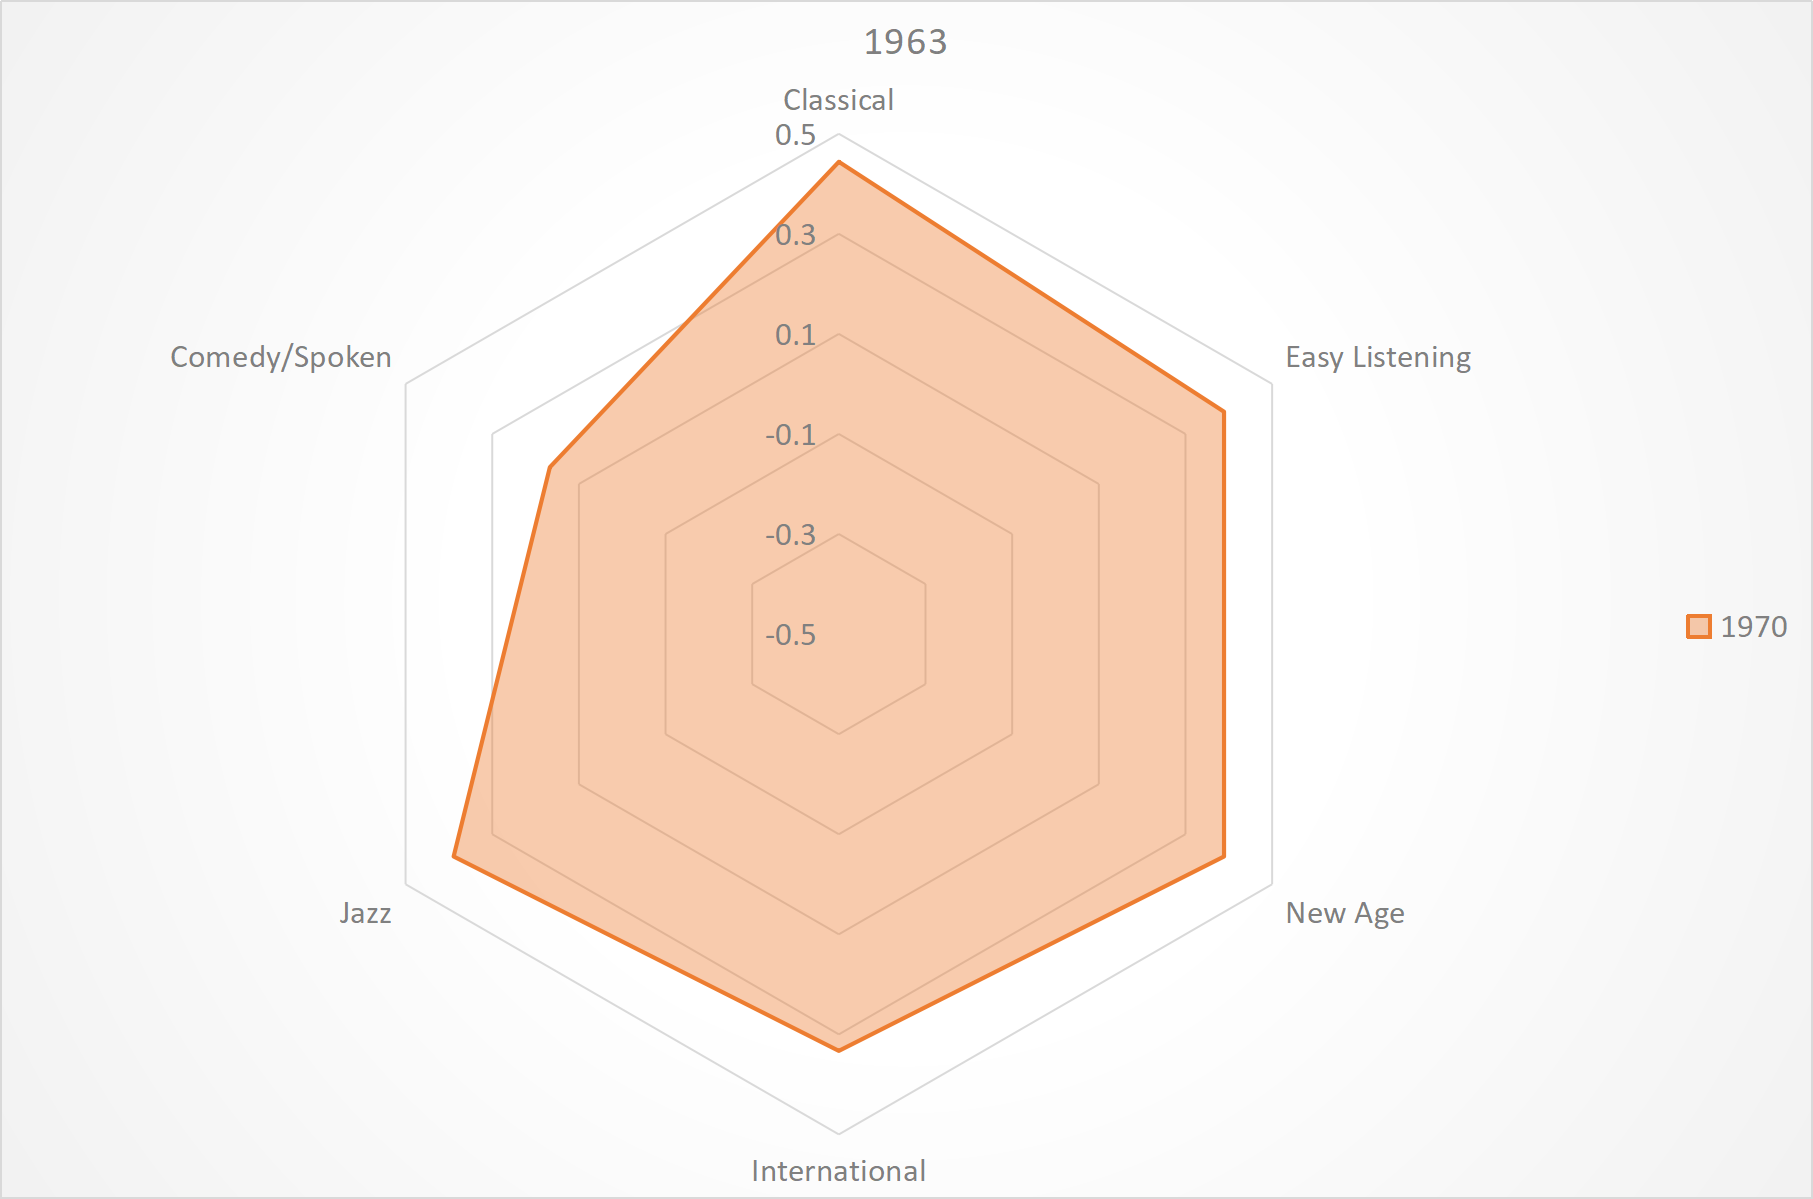 1963
Classical
0.5
0.3
0.1
-0.1
-0.3
-0.5
Comedy/Spoken
Easy Listening
1970
Jazz
New Age
International